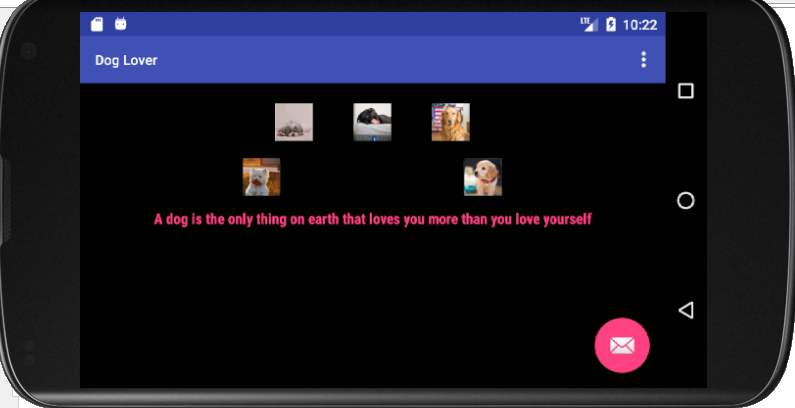 LTE 10:22
Dog Lover
A dog is the only thing on earth that loves you more than you love yourself